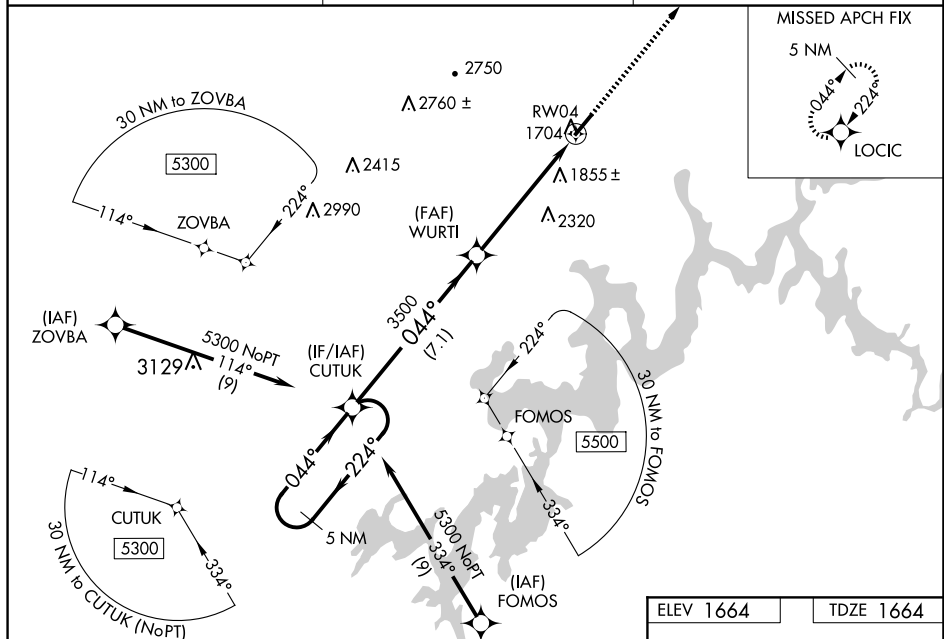 MISSED APCH FIX
5 NM
044°
224°
LOCIC
2750
2760 ±
RW04
1704
30 NM to ZOVBA
5300
2415
1855 ±
114°
ZOVBA
224°
2990
(FAF)
WURTI
2320
(IAF)
ZOVBA
5300 NoPT
114°
(9)
3129
(IF/IAF)
CUTUK
3500
044°
(7.1)
224°
FOMOS
5500
30 NM to FOMOS
334°
044°
224°
5 NM
114°
CUTUK
5300
334°
30 NM to CUTUK (NoPT)
5300 NoPT
334°
(9)
(IAF)
FOMOS
ELEV 1664
TDZE 1664